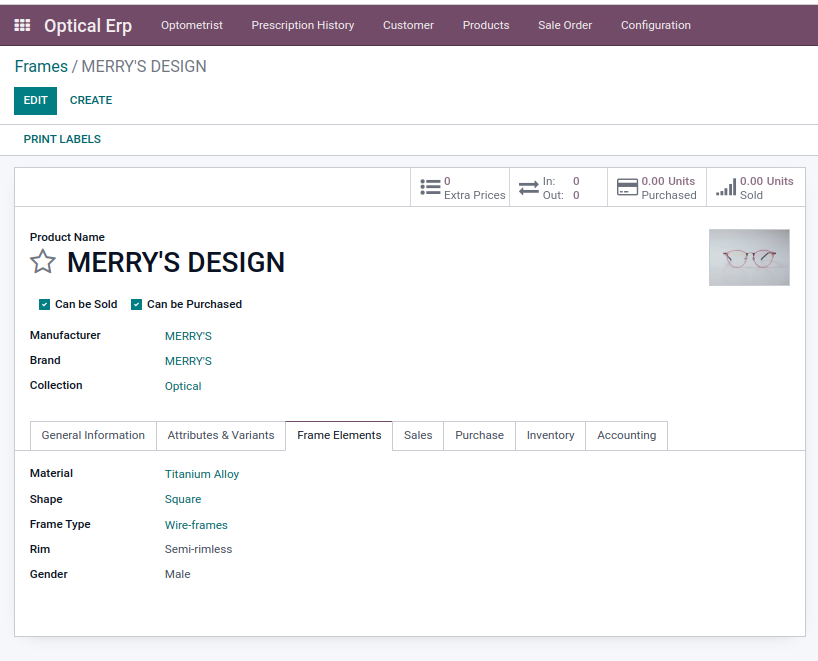 Optical Erp Optometrist Prescription History Customer Products Sale Order Configuration
Frames / MERRY'S DESIGN
EDIT CREATE
PRINT LABELS
0 Extra Prices
In: 0
Out: 0
0.00 Units Purchased
0.00 Units Sold
Product Name
MERRY'S DESIGN
Can be Sold Can be Purchased
Manufacturer MERRY'S
Brand MERRY'S
Collection Optical
General Information Attributes & Variants Frame Elements Sales Purchase Inventory Accounting
Material Titanium Alloy
Shape Square
Frame Type Wire-frames
Rim Semi-rimless
Gender Male